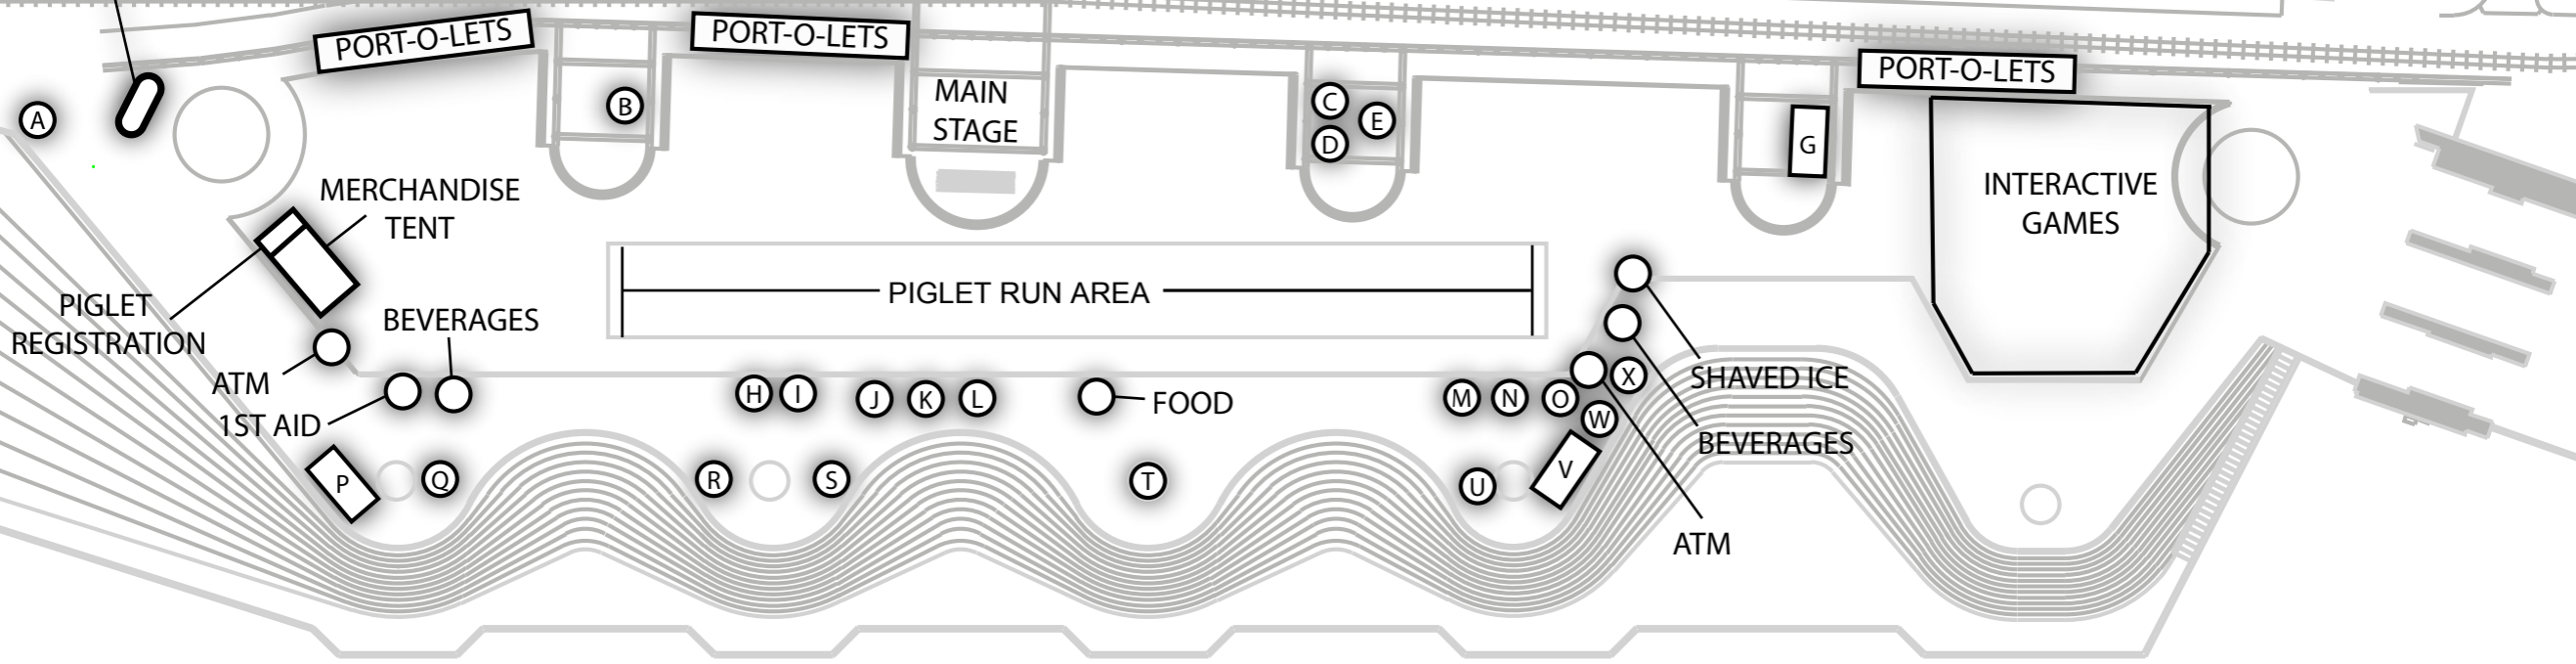 PORT-O-LETS
PORT-O-LETS
PORT-O-LETS
A
B
MAIN
STAGE
C
E
D
G
INTERACTIVE
GAMES
MERCHANDISE
TENT
PIGLET
REGISTRATION
BEVERAGES
PIGLET RUN AREA
ATM
1ST AID
H
I
J
K
L
FOOD
M
N
O
X
W
SHAVED ICE
BEVERAGES
ATM
P
Q
R
S
T
U
V